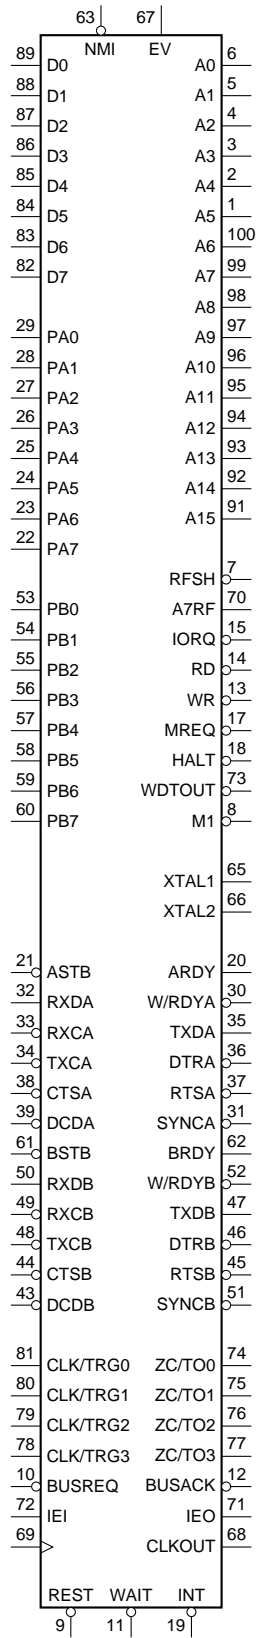 63 67
NMI EV
89 D0 A0 6
88 D1 A1 5
87 D2 A2 4
86 D3 A3 3
85 D4 A4 2
84 D5 A5 1
83 D6 A6 100
82 D7 A7 99
A8 98
29 PA0 A9 97
28 PA1 A10 96
27 PA2 A11 95
26 PA3 A12 94
25 PA4 A13 93
24 PA5 A14 92
23 PA6 A15 91
22 PA7
RFSH 7
53 PB0 A7RF 70
54 PB1 IORQ 15
55 PB2 RD 14
56 PB3 WR 13
57 PB4 MREQ 17
58 PB5 HALT 18
59 PB6 WDTOUT 73
60 PB7 M1 8
XTAL1 65
XTAL2 66
21 ASTB ARDY 20
32 RXDA W/RDYA 30
33 RXCA TXDA 35
34 TXCA DTRA 36
38 CTSA RTSA 37
39 DCDA SYNCA 31
61 BSTB BRDY 62
50 RXDB W/RDYB 52
49 RXCB TXDB 47
48 TXCB DTRB 46
44 CTSB RTSB 45
43 DCDB SYNCB 51
81 CLK/TRG0 ZC/TO0 74
80 CLK/TRG1 ZC/TO1 75
79 CLK/TRG2 ZC/TO2 76
78 CLK/TRG3 ZC/TO3 77
10 BUSREQ BUSACK 12
72 IEI IEO 71
69 CLKOUT 68
REST WAIT INT
9 11 19